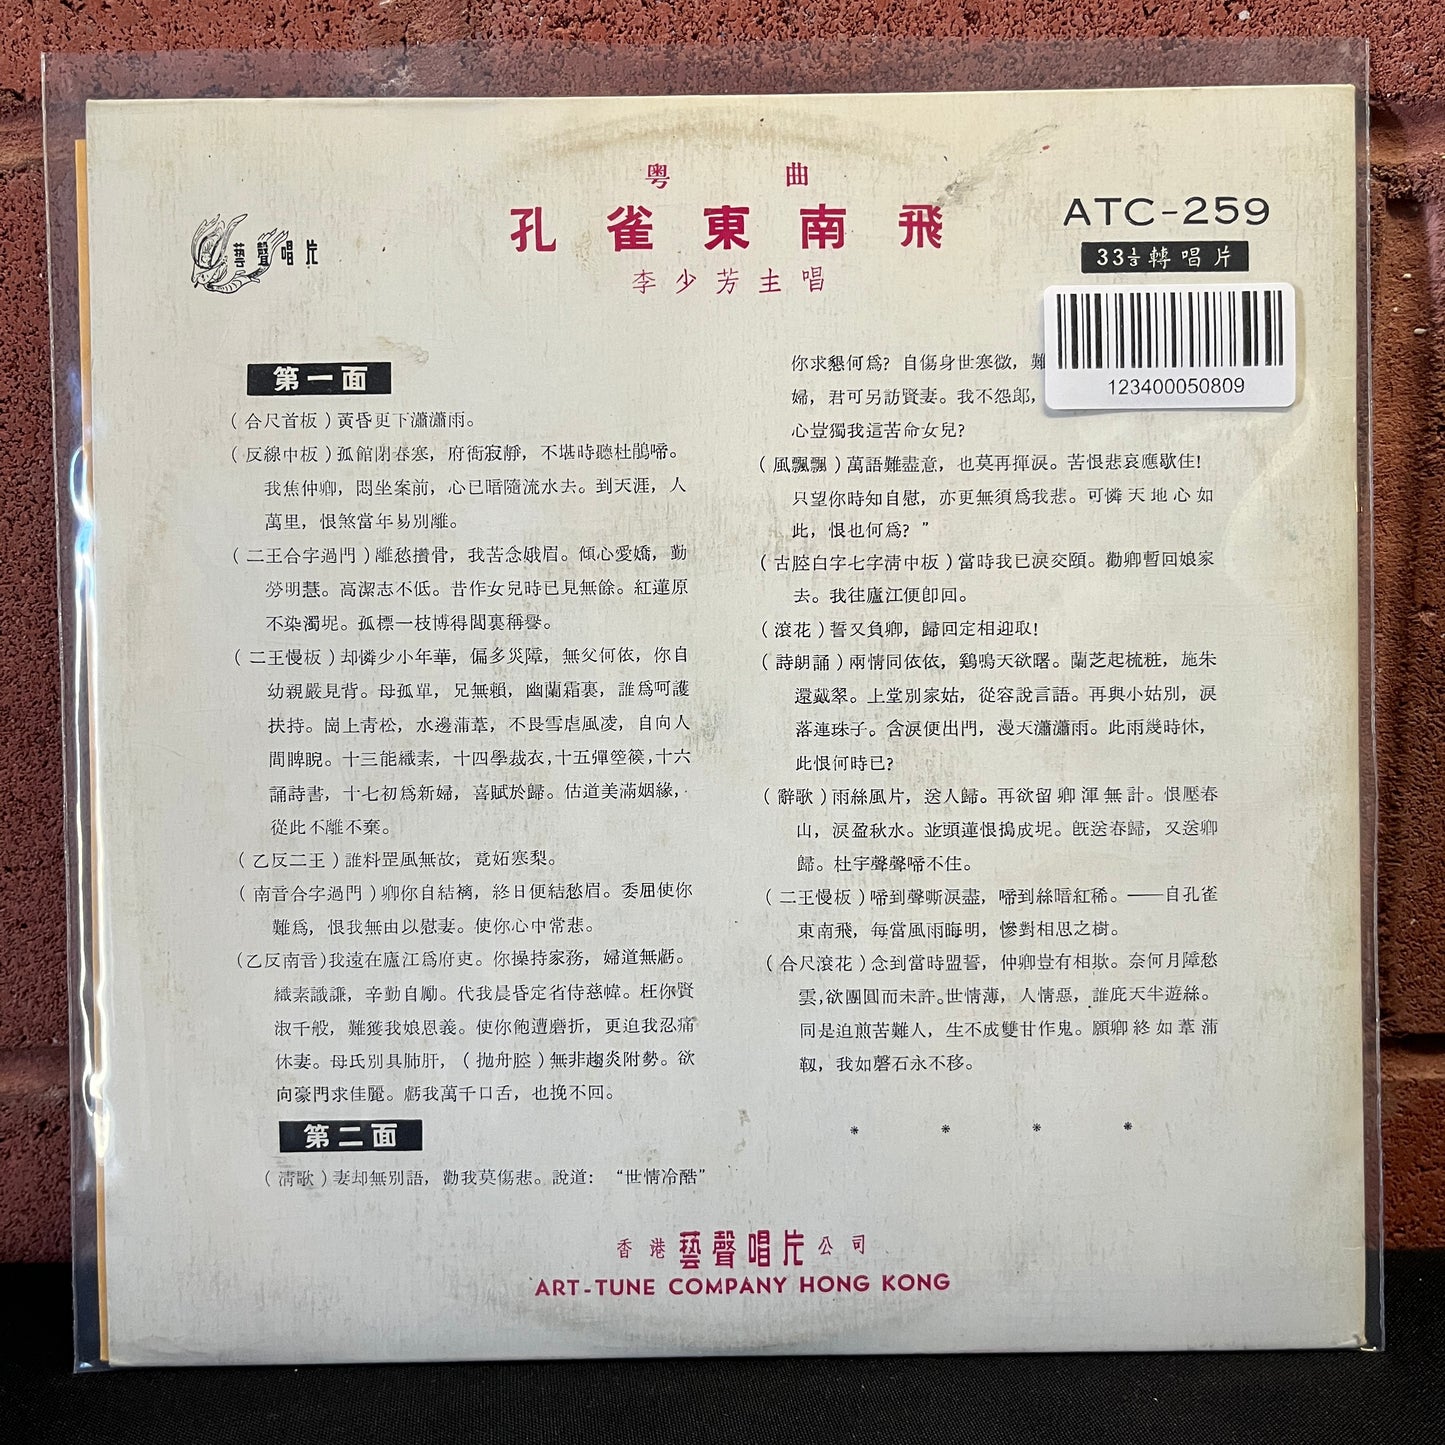 粤曲
孔雀東南飛
李少芳主唱
藝聲唱片
ATC-259
33⅓轉唱片
123400050809
第一面
(合尺首板)黃昏更下瀟瀟雨。
(反線中板)孤館閉春寒，府衙寂靜，不堪時聽杜鵑啼。
我焦仲卿，悶坐案前，心已暗隨流水去。到天涯，人
萬里，恨煞當年易別離。
(二王合字過門)離愁攢骨，我苦念娥眉。傾心愛嬌，勤
勞明慧。高潔志不低。昔作女兒時已見無餘。紅蓮原
不染濁坭。孤標一枝博得閭裏稱譽。
(二王慢板)却憐少小年華，偏多災障，無父何依，你自
幼親嚴見背。母孤單，兄無賴，幽蘭霜裏，誰爲呵護
扶持。崗上青松，水邊蒲葦，不畏雪虐風凌，自向人
間睥睨。十三能織素，十四學裁衣，十五彈箜篌，十六
誦詩書，十七初爲新婦，喜賦於歸。估道美滿姻緣，
從此不離不棄。
(乙反二王)誰料罡風無故，竟妬寒梨。
(南音合字過門)卿你自結褵，終日便結愁眉。委屈使你
難爲，恨我無由以慰妻。使你心中常悲。
(乙反南音)我遠在廬江爲府吏。你操持家務，婦道無虧。
織素識謙，辛勤自勵。代我晨昏定省侍慈幃。枉你賢
淑千般，難獲我娘恩義。使你飽遭磨折，更迫我忍痛
休妻。母氏別具肺肝，(抛舟腔)無非趨炎附勢。欲
向豪門求佳麗。虧我萬千口舌，也挽不回。
第二面
(清歌)妻却無別語，勸我莫傷悲。說道：“世情冷酷”
你求懇何爲？自傷身世寒微，難
婦，君可另訪賢妻。我不怨郎，
心豈獨我這苦命女兒？
(風飄飄)萬語難盡意，也莫再揮淚。苦恨悲哀應歇住！
只望你時知自慰，亦更無須爲我悲。可憐天地心如
此，恨也何爲？”
(古腔白字七字清中板)當時我已淚交頤。勸卿暫回娘家
去。我往廬江便卽回。
(滾花)誓不負卿，歸回定相迎取！
(詩朗誦)兩情同依依，鷄鳴天欲曙。蘭芝起梳粧，施朱
還戴翠。上堂別家姑，從容說言語。再與小姑別，淚
落連珠子。含淚便出門，漫天瀟瀟雨。此雨幾時休，
此恨何時已？
(辭歌)雨絲風片，送人歸。再欲留卿渾無計。恨壓春
山，淚盈秋水。並頭蓮恨搗成坭。旣送春歸，又送卿
歸。杜宇聲聲啼不住。
(二王慢板)啼到聲嘶淚盡，啼到絲暗紅稀。——自孔雀
東南飛，每當風雨晦明，慘對相思之樹。
(合尺滾花)念到當時盟誓，仲卿豈有相欺。奈何月障愁
雲，欲團圓而未許。世情薄，人情惡，誰庇天半遊絲。
同是迫煎苦難人，生不成雙甘作鬼。願卿終如葦蒲
韌，我如磬石永不移。
* * * *
香港藝聲唱片公司
ART-TUNE COMPANY HONG KONG